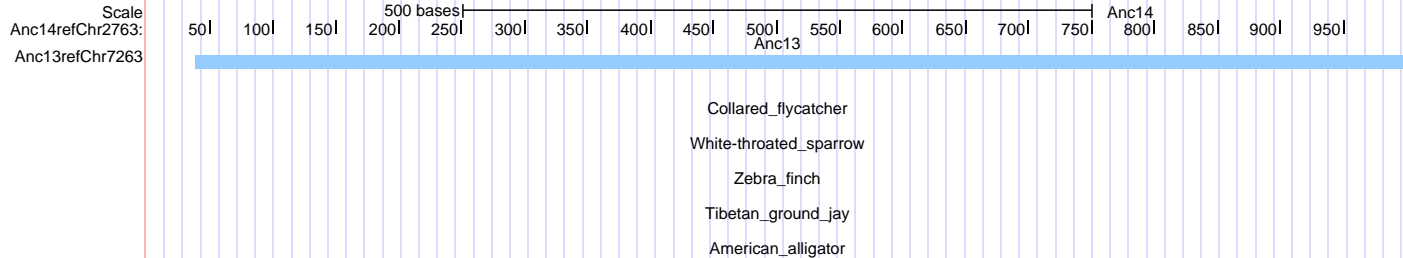 Scale 500 bases Anc14
Anc14refChr2763: 50 100 150 200 250 300 350 400 450 500 550 600 650 700 750 800 850 900 950
Anc13
Anc13refChr7263
Collared_flycatcher
White-throated_sparrow
Zebra_finch
Tibetan_ground_jay
American_alligator